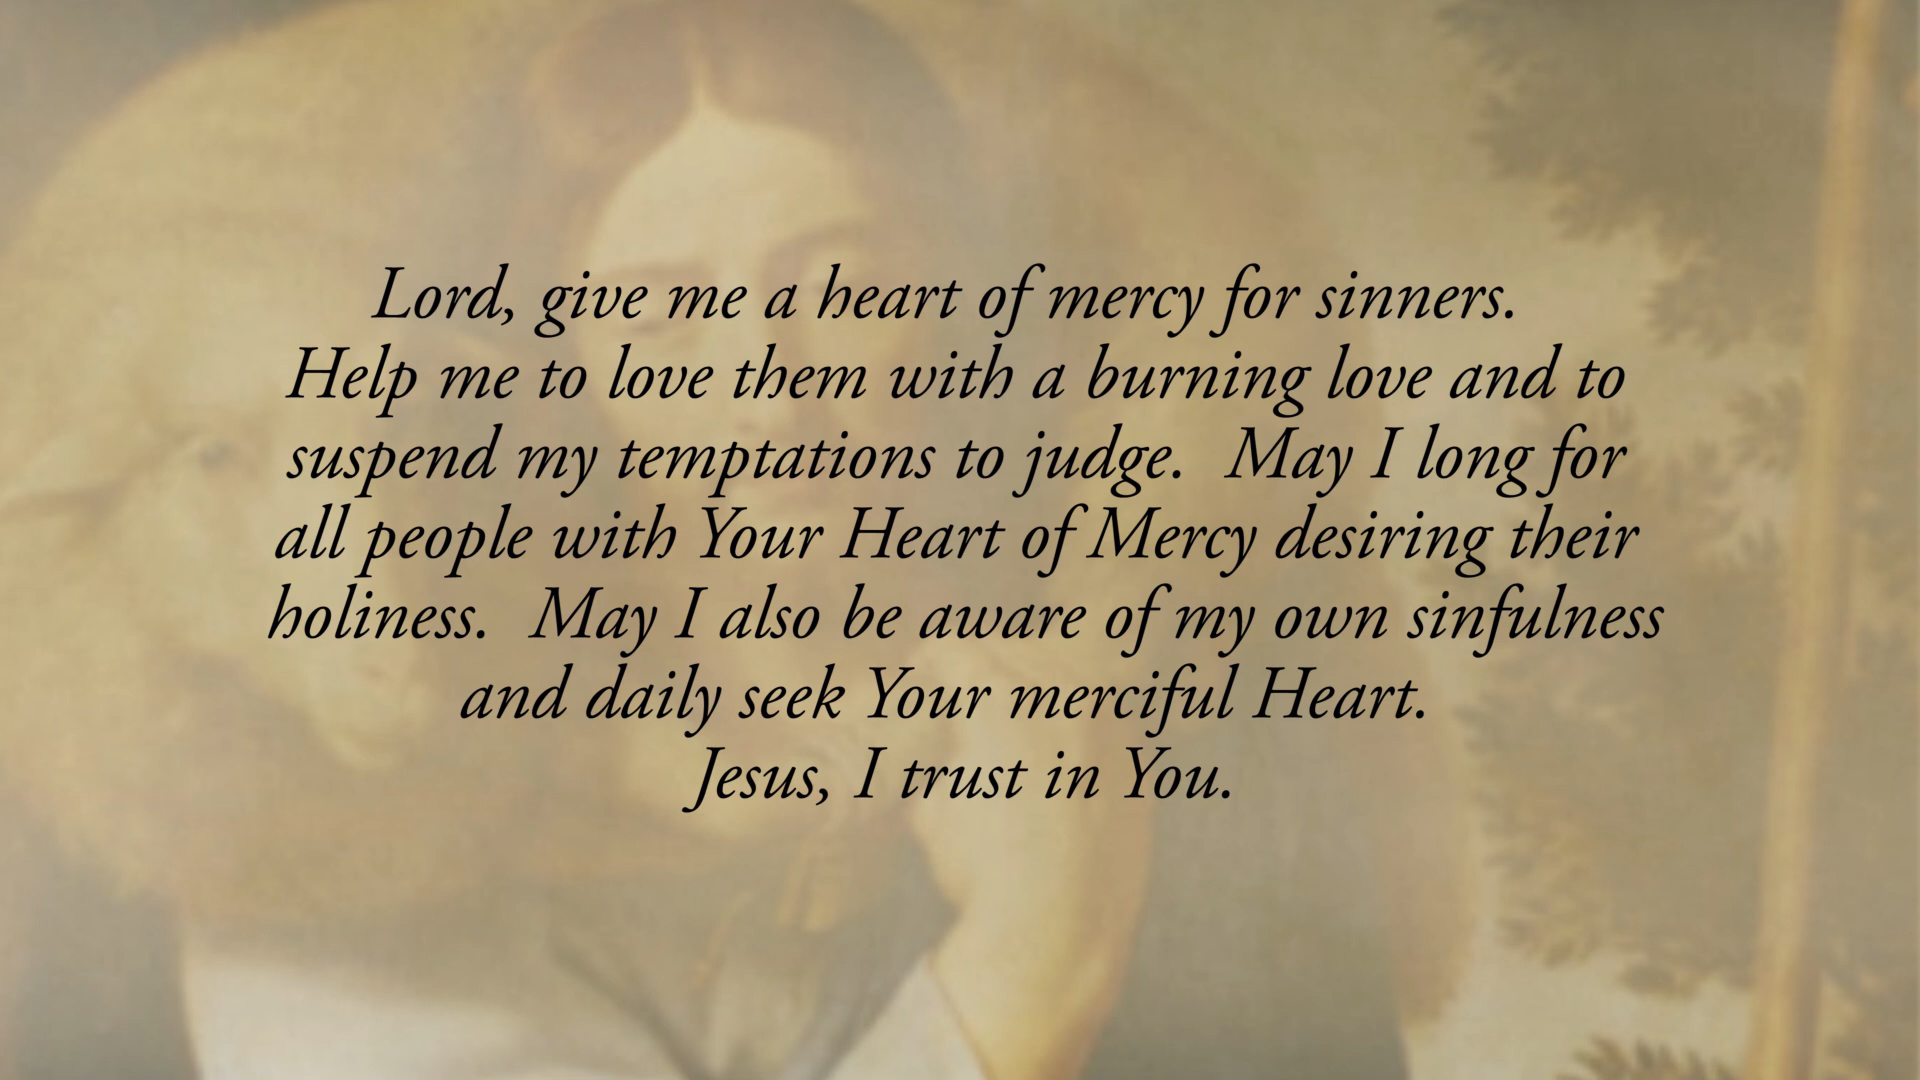 Lord, give me a heart of mercy for sinners.
Help me to love them with a burning love and to
suspend my temptations to judge.  May I long for
all people with Your Heart of Mercy desiring their
holiness.  May I also be aware of my own sinfulness
and daily seek Your merciful Heart.
Jesus, I trust in You.